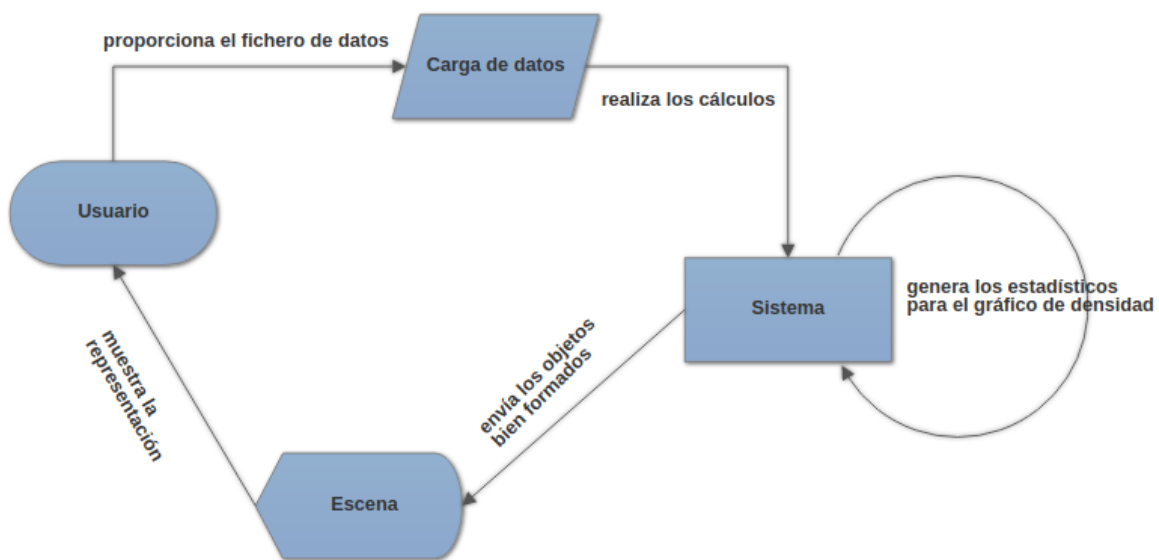 proporciona el fichero de datos
Carga de datos
realiza los cálculos
Usuario
Sistema
genera los estadísticos
para el gráfico de densidad
envía los objetos
bien formados
muestra la
representación
Escena